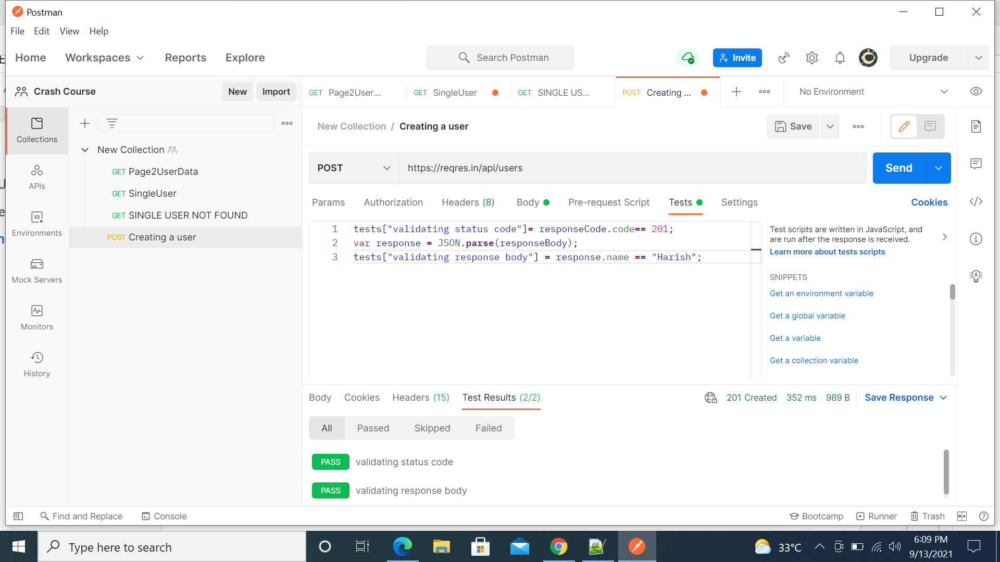 Postman
File Edit View Help
Home Workspaces Reports Explore
Search Postman
Invite
Upgrade
Crash Course
New Import
GET Page2User...
GET SingleUser
GET SINGLE US...
POST Creating ...
No Environment
Collections
APIs
Environments
Mock Servers
Monitors
History
New Collection
GET Page2UserData
GET SingleUser
GET SINGLE USER NOT FOUND
POST Creating a user
New Collection / Creating a user
Save
POST
https://reqres.in/api/users
Send
Params Authorization Headers (8) Body Pre-request Script Tests Settings
Cookies
1 tests["validating status code"]= responseCode.code== 201;
2 var response = JSON.parse(responseBody);
3 tests["validating response body"] = response.name == "Harish";
Test scripts are written in JavaScript, and
are run after the response is received.
Learn more about tests scripts
SNIPPETS
Get an environment variable
Get a global variable
Get a variable
Get a collection variable
Body Cookies Headers (15) Test Results (2/2)
201 Created 352 ms 989 B Save Response
All Passed Skipped Failed
PASS validating status code
PASS validating response body
Find and Replace Console
Bootcamp Runner Trash
Type here to search
33°C
6:09 PM
9/13/2021